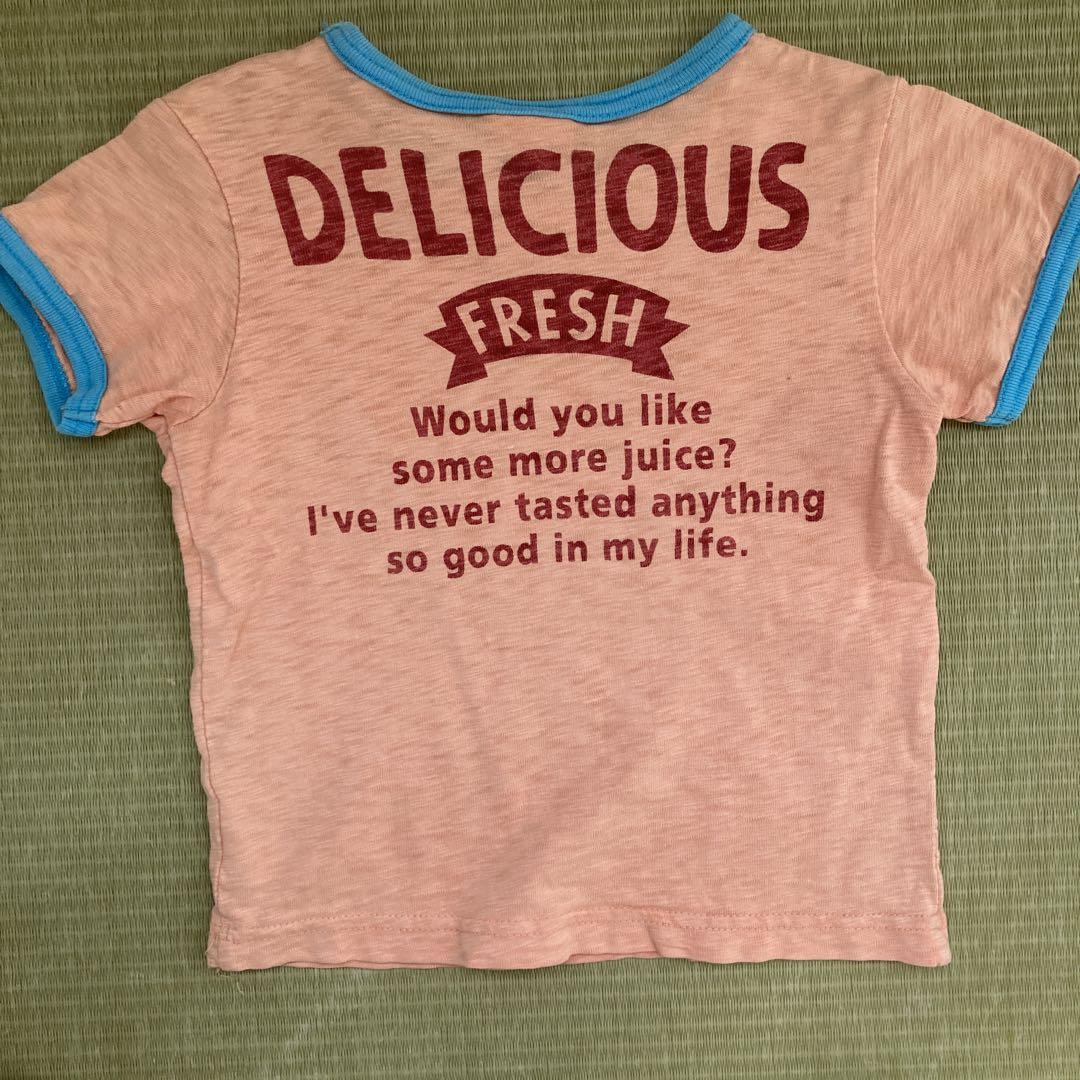 DELICIOUS
FRESH
Would you like
some more juice?
I've never tasted anything
so good in my life.